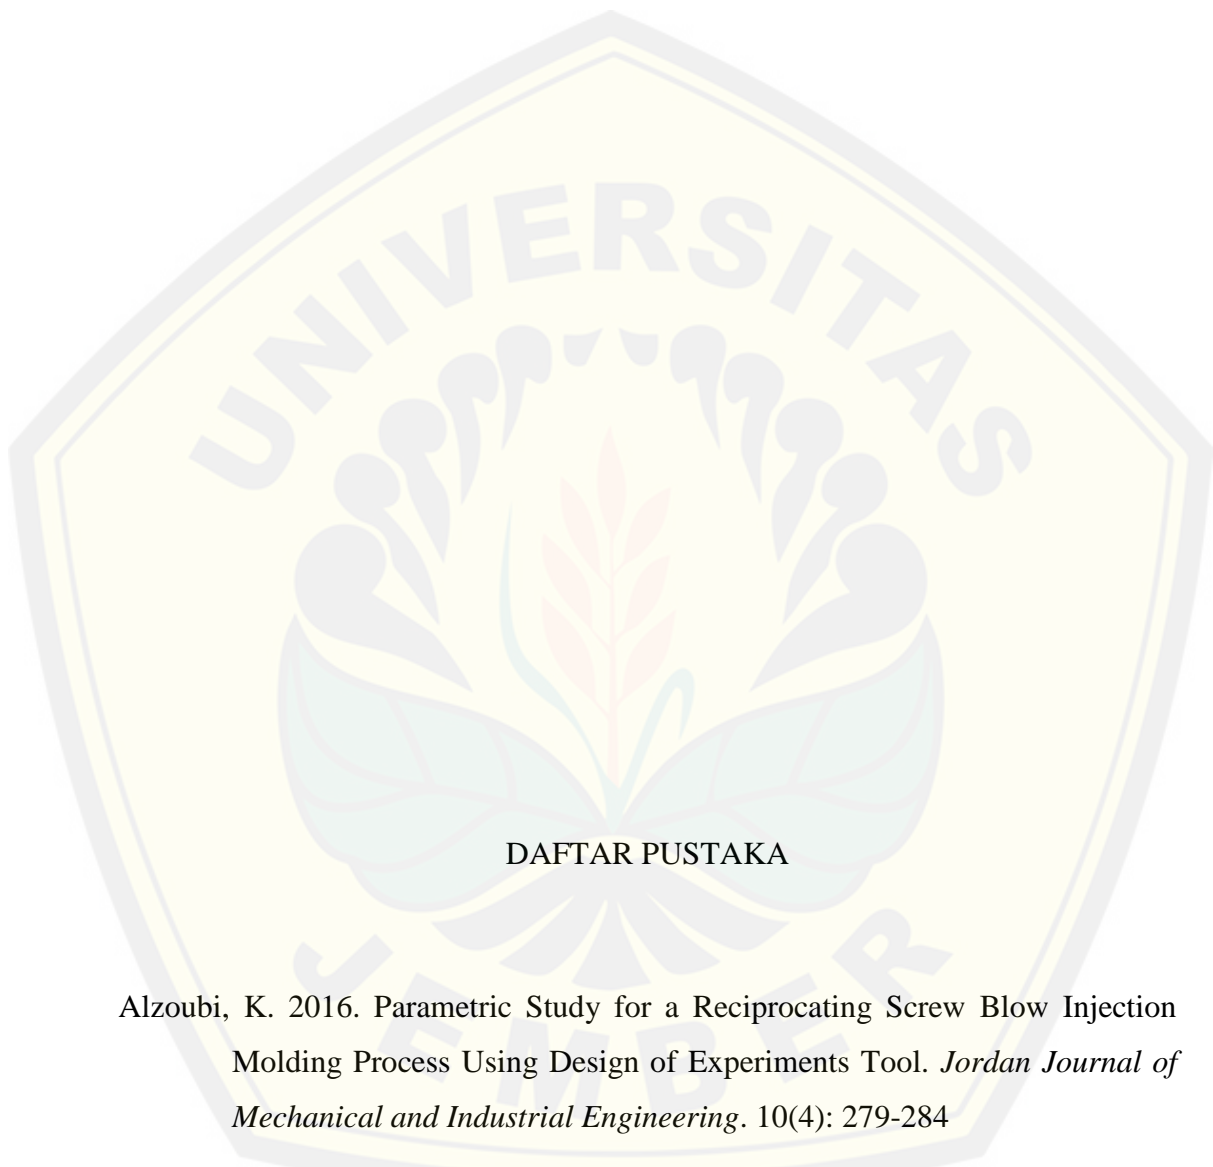 UNIVERSITAS
DAFTAR PUSTAKA
JEMBER
Alzoubi, K. 2016. Parametric Study for a Reciprocating Screw Blow Injection
Molding Process Using Design of Experiments Tool. Jordan Journal of
Mechanical and Industrial Engineering. 10(4): 279-284